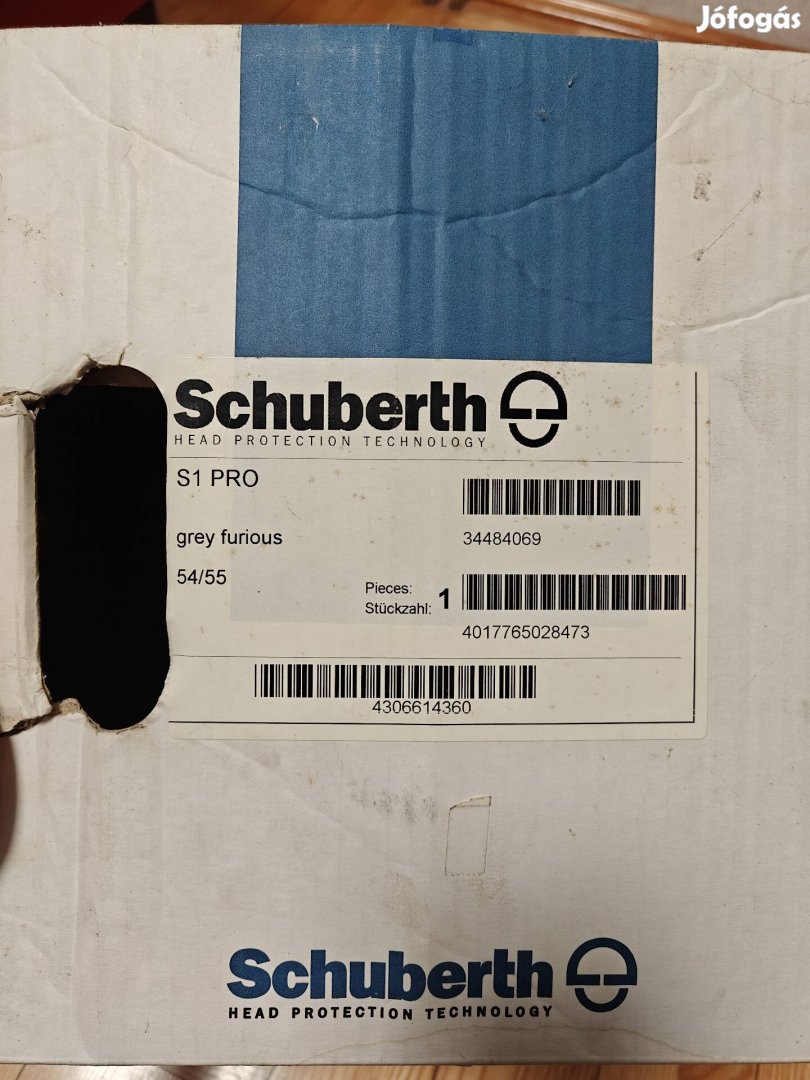 Jófogás
Schuberth
HEAD PROTECTION TECHNOLOGY
S1 PRO
grey furious
34484069
54/55
Pieces:
Stückzahl: 1
4017765028473
4306614360
Schuberth
HEAD PROTECTION TECHNOLOGY